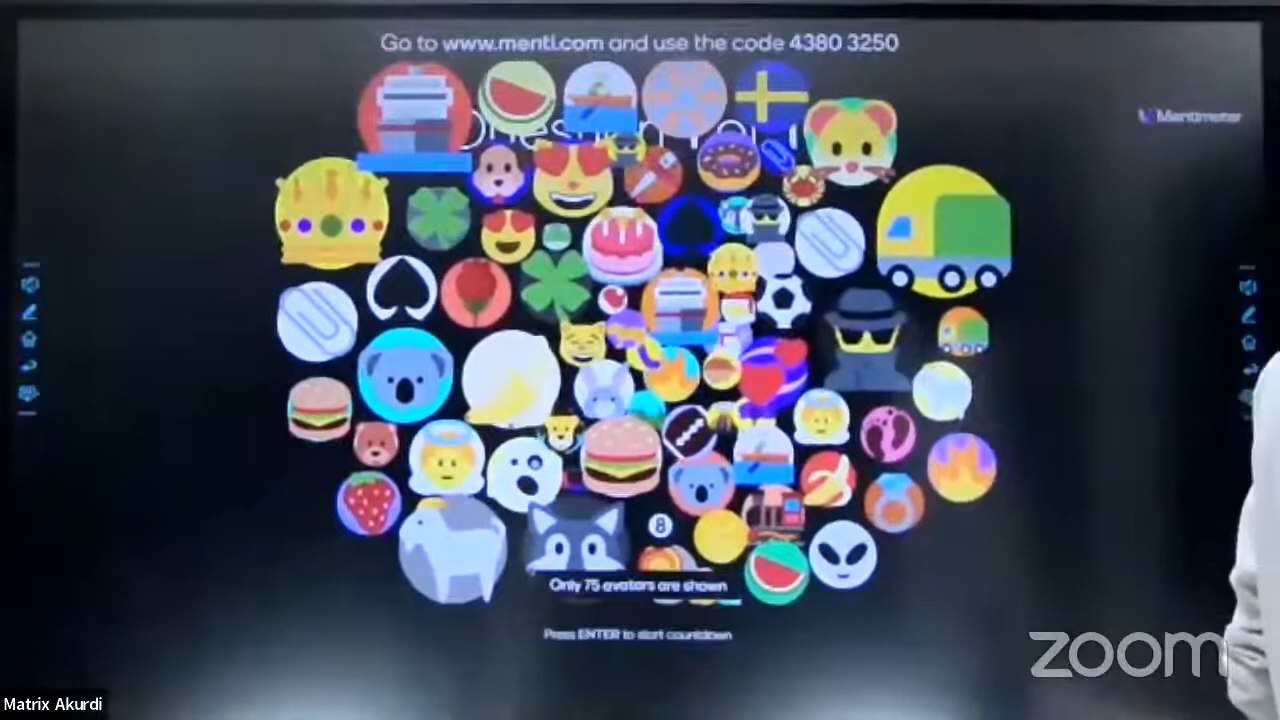 Go to www.menti.com and use the code 4380 3250
Mentimeter
8
Only 75 avatars are shown
Press ENTER to start countdown
zoom
Matrix Akurdi